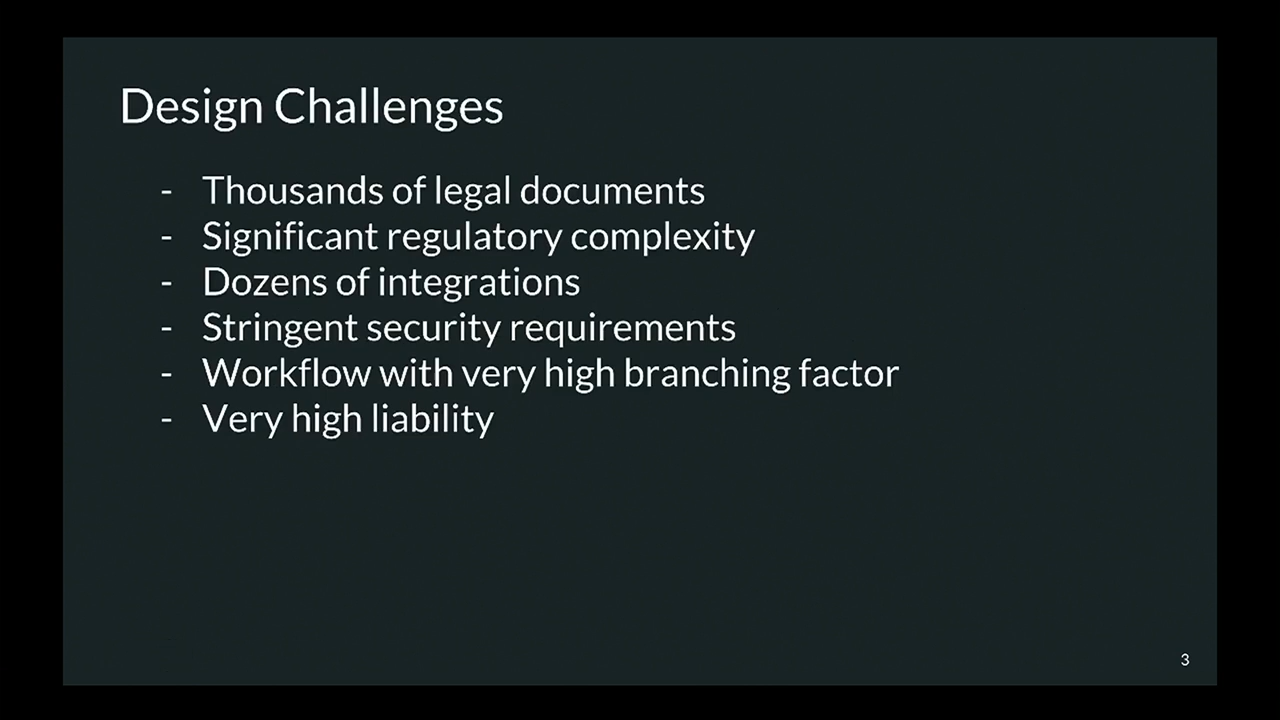 Design Challenges
- Thousands of legal documents
- Significant regulatory complexity
- Dozens of integrations
- Stringent security requirements
- Workflow with very high branching factor
- Very high liability
3